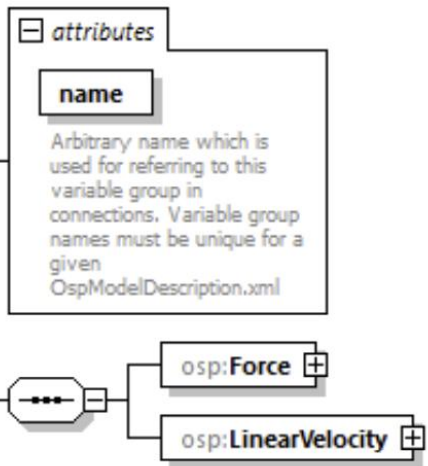 attributes
name
Arbitrary name which is
used for referring to this
variable group in
connections. Variable group
names must be unique for a
given
OspModelDescription.xml
osp:Force
osp:LinearVelocity